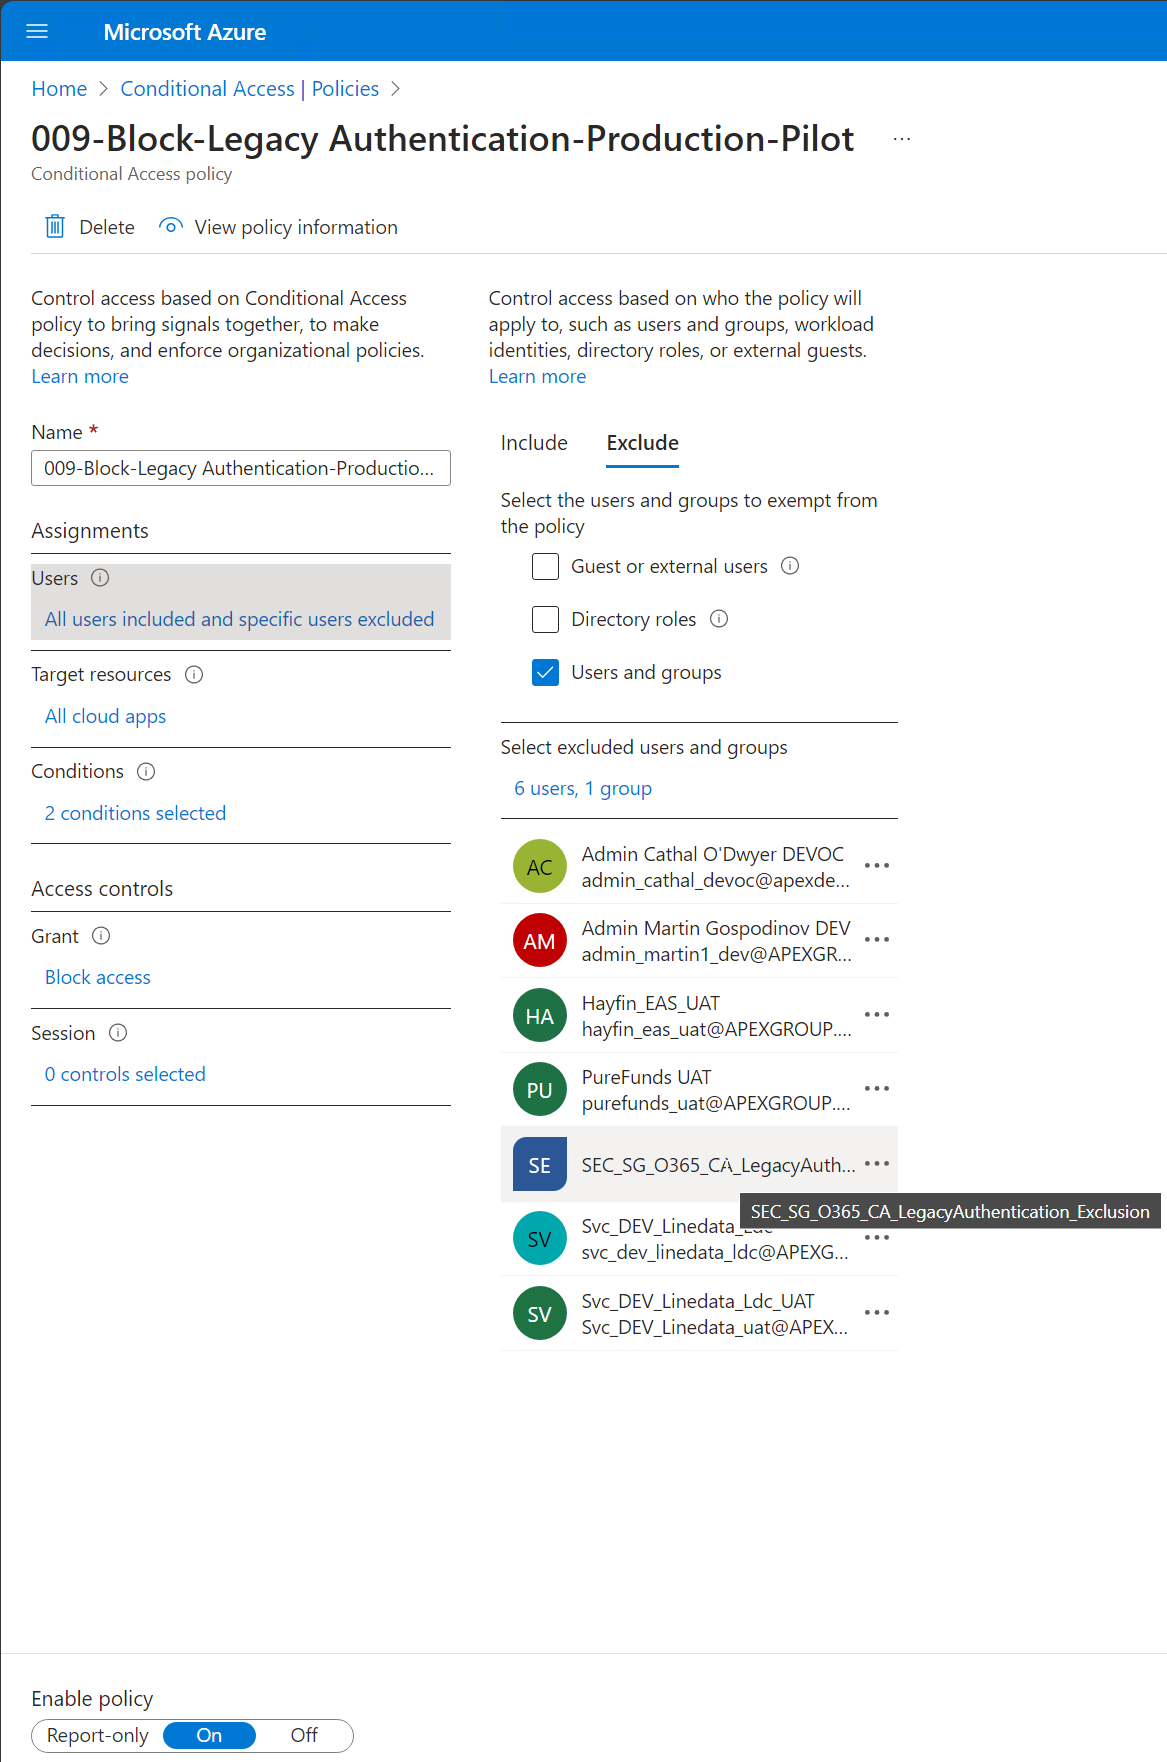 Microsoft Azure
Home > Conditional Access | Policies >
009-Block-Legacy Authentication-Production-Pilot ...
Conditional Access policy
Delete View policy information
Control access based on Conditional Access
policy to bring signals together, to make
decisions, and enforce organizational policies.
Learn more
Name *
009-Block-Legacy Authentication-Productio...
Assignments
Users
All users included and specific users excluded
Target resources
All cloud apps
Conditions
2 conditions selected
Access controls
Grant
Block access
Session
0 controls selected
Control access based on who the policy will
apply to, such as users and groups, workload
identities, directory roles, or external guests.
Learn more
Include Exclude
Select the users and groups to exempt from
the policy
Guest or external users
Directory roles
Users and groups
Select excluded users and groups
6 users, 1 group
AC
Admin Cathal O'Dwyer DEVOC
admin_cathal_devoc@apexde...
AM
Admin Martin Gospodinov DEV
admin_martin1_dev@APEXGR...
HA
Hayfin_EAS_UAT
hayfin_eas_uat@APEXGROUP....
PU
PureFunds UAT
purefunds_uat@APEXGROUP....
SE
SEC_SG_O365_CA_LegacyAuth...
SEC_SG_O365_CA_LegacyAuthentication_Exclusion
SV
Svc_DEV_Linedata_Ldc
svc_dev_linedata_ldc@APEXG...
SV
Svc_DEV_Linedata_Ldc_UAT
Svc_DEV_Linedata_uat@APEX...
Enable policy
Report-only On Off